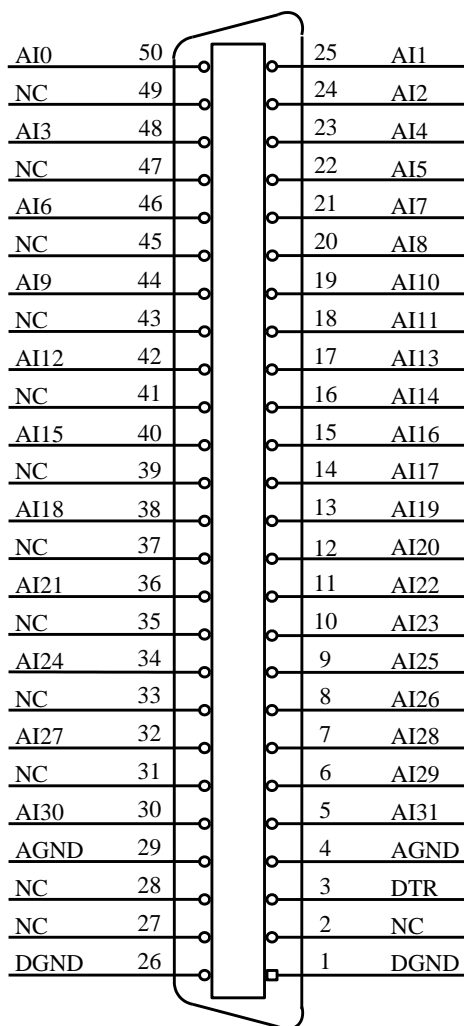 AI0 50 25 AI1
NC 49 24 AI2
AI3 48 23 AI4
NC 47 22 AI5
AI6 46 21 AI7
NC 45 20 AI8
AI9 44 19 AI10
NC 43 18 AI11
AI12 42 17 AI13
NC 41 16 AI14
AI15 40 15 AI16
NC 39 14 AI17
AI18 38 13 AI19
NC 37 12 AI20
AI21 36 11 AI22
NC 35 10 AI23
AI24 34 9 AI25
NC 33 8 AI26
AI27 32 7 AI28
NC 31 6 AI29
AI30 30 5 AI31
AGND 29 4 AGND
NC 28 3 DTR
NC 27 2 NC
DGND 26 1 DGND